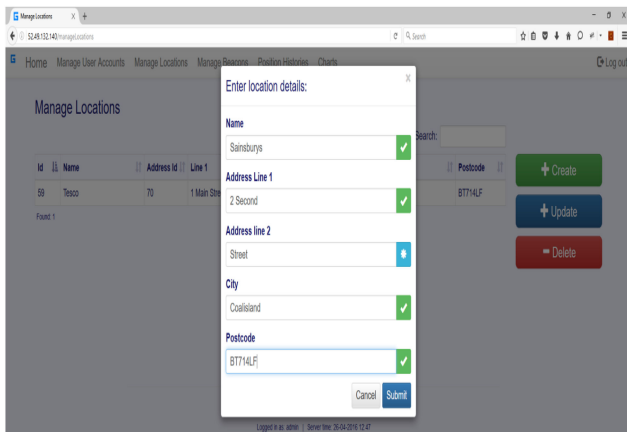 Manage Locations
52.49.132.140/manageLocations
Search
Home Manage User Accounts Manage Locations Manage Beacons Position Histories Charts Log out
Manage Locations
Search:
Id Name Address Id Line 1 Postcode
59 Tesco 70 1 Main Stre BT714LF
Found: 1
Create
Update
Delete
Enter location details:
Name
Sainsburys
Address Line 1
2 Second
Address line 2
Street
City
Coalisland
Postcode
BT714LF
Cancel Submit
Logged in as: admin | Server time: 26-04-2016 12:47